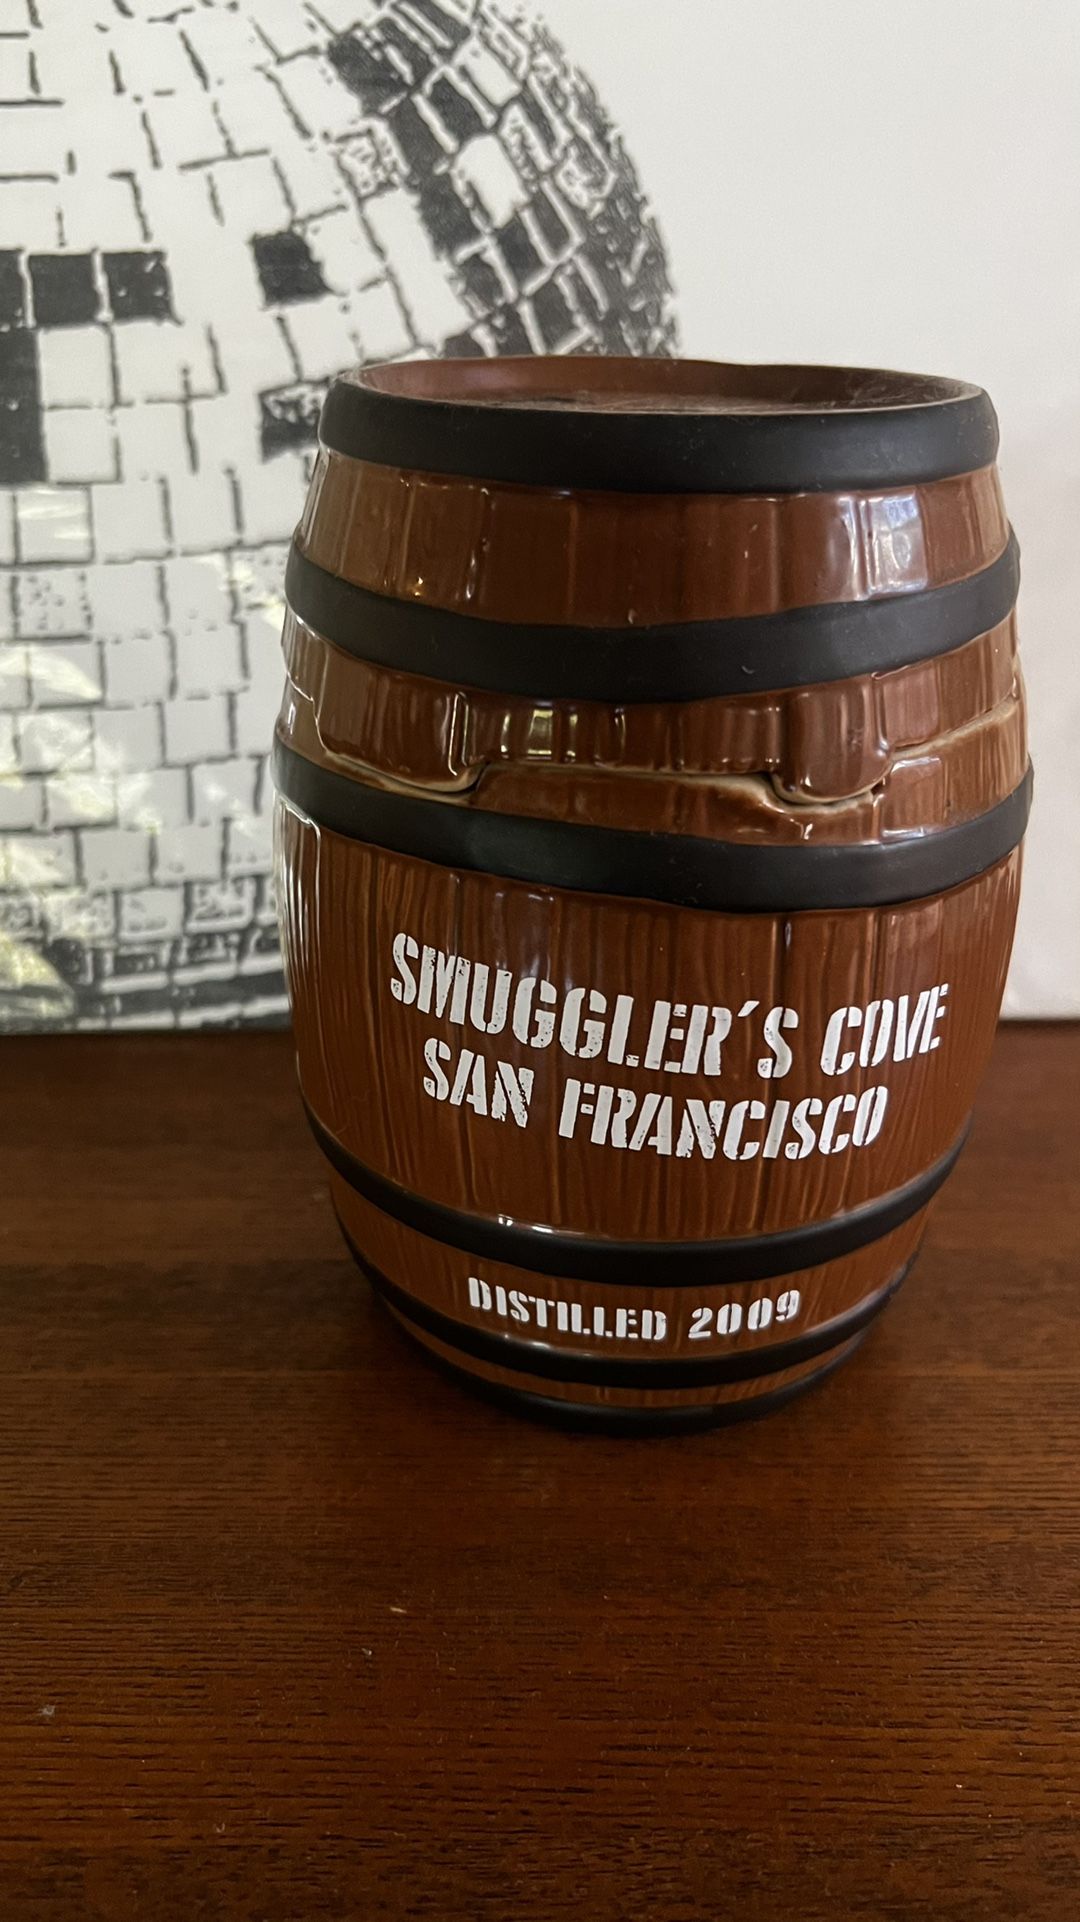 SMUGGLER´S COVE
SAN FRANCISCO
DISTILLED 2009